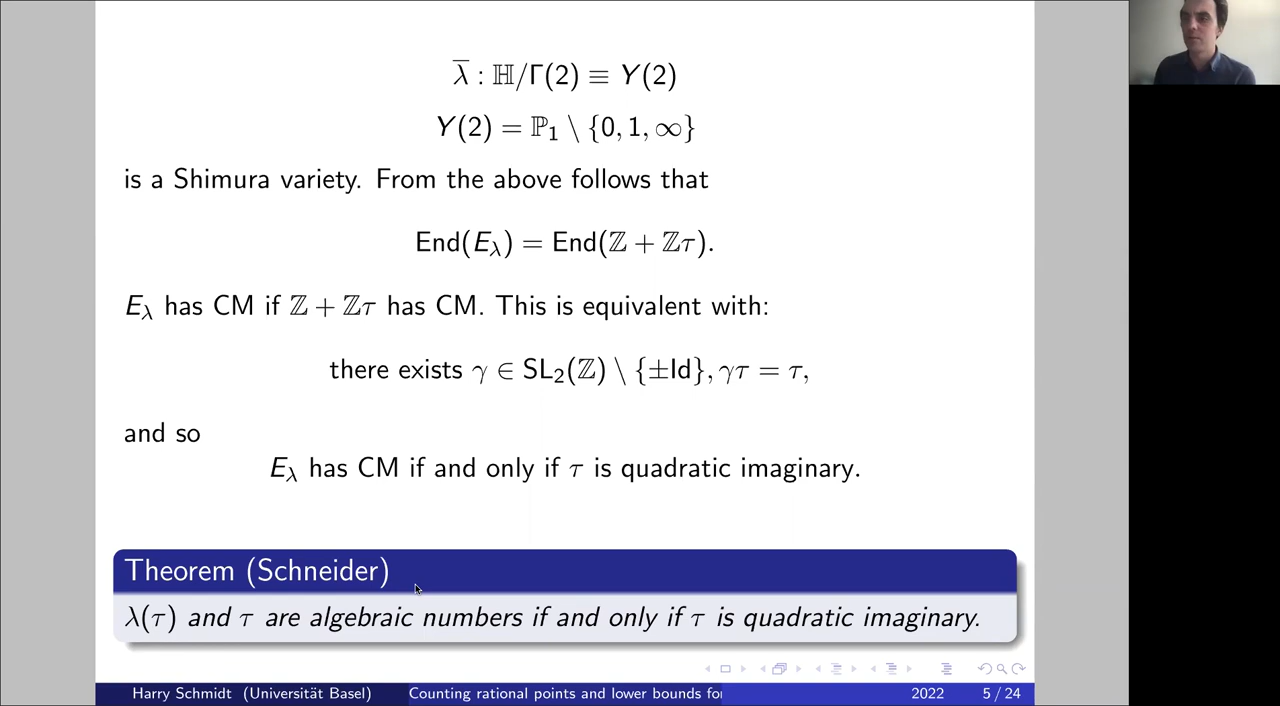 λ̅ : ℍ/Γ(2) ≡ Y(2)
Y(2) = ℙ₁ \ {0, 1, ∞}
is a Shimura variety. From the above follows that
End(E_λ) = End(ℤ + ℤτ).
E_λ has CM if ℤ + ℤτ has CM. This is equivalent with:
there exists γ ∈ SL₂(ℤ) \ {±Id}, γτ = τ,
and so
E_λ has CM if and only if τ is quadratic imaginary.
Theorem (Schneider)
λ(τ) and τ are algebraic numbers if and only if τ is quadratic imaginary.
Harry Schmidt (Universität Basel) Counting rational points and lower bounds fo 2022 5 / 24